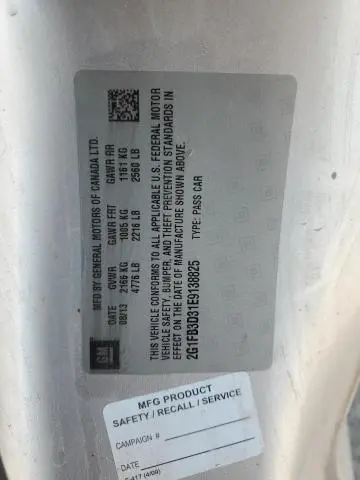 MFD BY GENERAL MOTORS OF CANADA LTD.
DATE GVWR GAWR FRT GAWR RR
08/13 2166 KG 1005 KG 1161 KG
4776 LB 2216 LB 2560 LB
THIS VEHICLE CONFORMS TO ALL APPLICABLE U.S. FEDERAL MOTOR
VEHICLE SAFETY, BUMPER, AND THEFT PREVENTION STANDARDS IN
EFFECT ON THE DATE OF MANUFACTURE SHOWN ABOVE.
2G1FB3D31E9138825 TYPE: PASS CAR
GM
MFG PRODUCT
SAFETY / RECALL / SERVICE
CAMPAIGN #
DATE